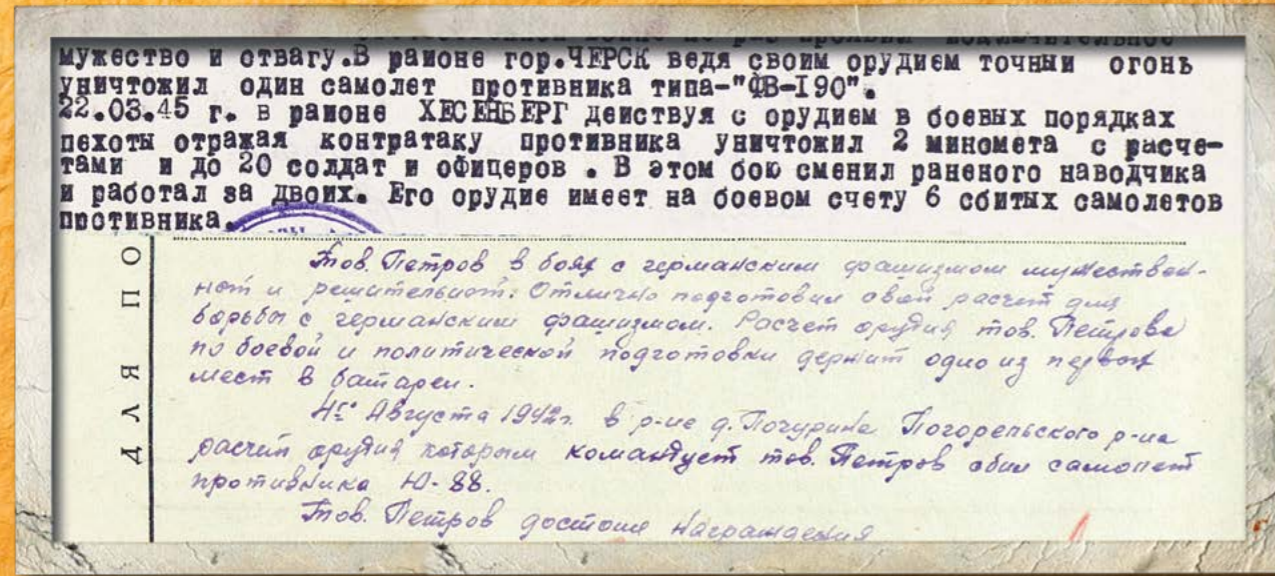 мужество и отвагу.В районе гор.ЧЕРСК ведя своим орудием точный огонь
уничтожил один самолет противника типа-"ФВ-I90".
22.03.45 г. в районе ХЕСЕНБЕРГ действуя с орудием в боевых порядках
пехоты отражая контратаку противника уничтожил 2 миномета с расче-
тами и до 20 солдат и офицеров . В этом бою сменил раненого наводчика
и работал за двоих. Его орудие имеет на боевом счету 6 сбитых самолетов
противника.
ДЛЯ ПО
Тов. Петров в боях с германским фашизмом мужествен-
ный и решительный. Отлично подготовил свой расчет для
борьбы с германским фашизмом. Расчет орудия тов. Петрова
по боевой и политической подготовки держит одно из первых
мест в батареи.
4го Августа 1942г. в р-не д. Погорельского р-на
расчет орудия которым командует тов. Петров сбил самолет
противника Ю-88.
Тов. Петров достоин награждения